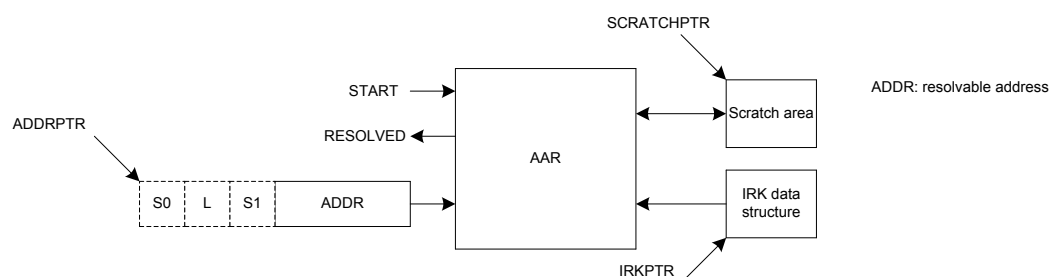 SCRATCHPTR
START
ADDR: resolvable address
Scratch area
ADDRPTR
RESOLVED
AAR
S0
L
S1
ADDR
IRK data
structure
IRKPTR